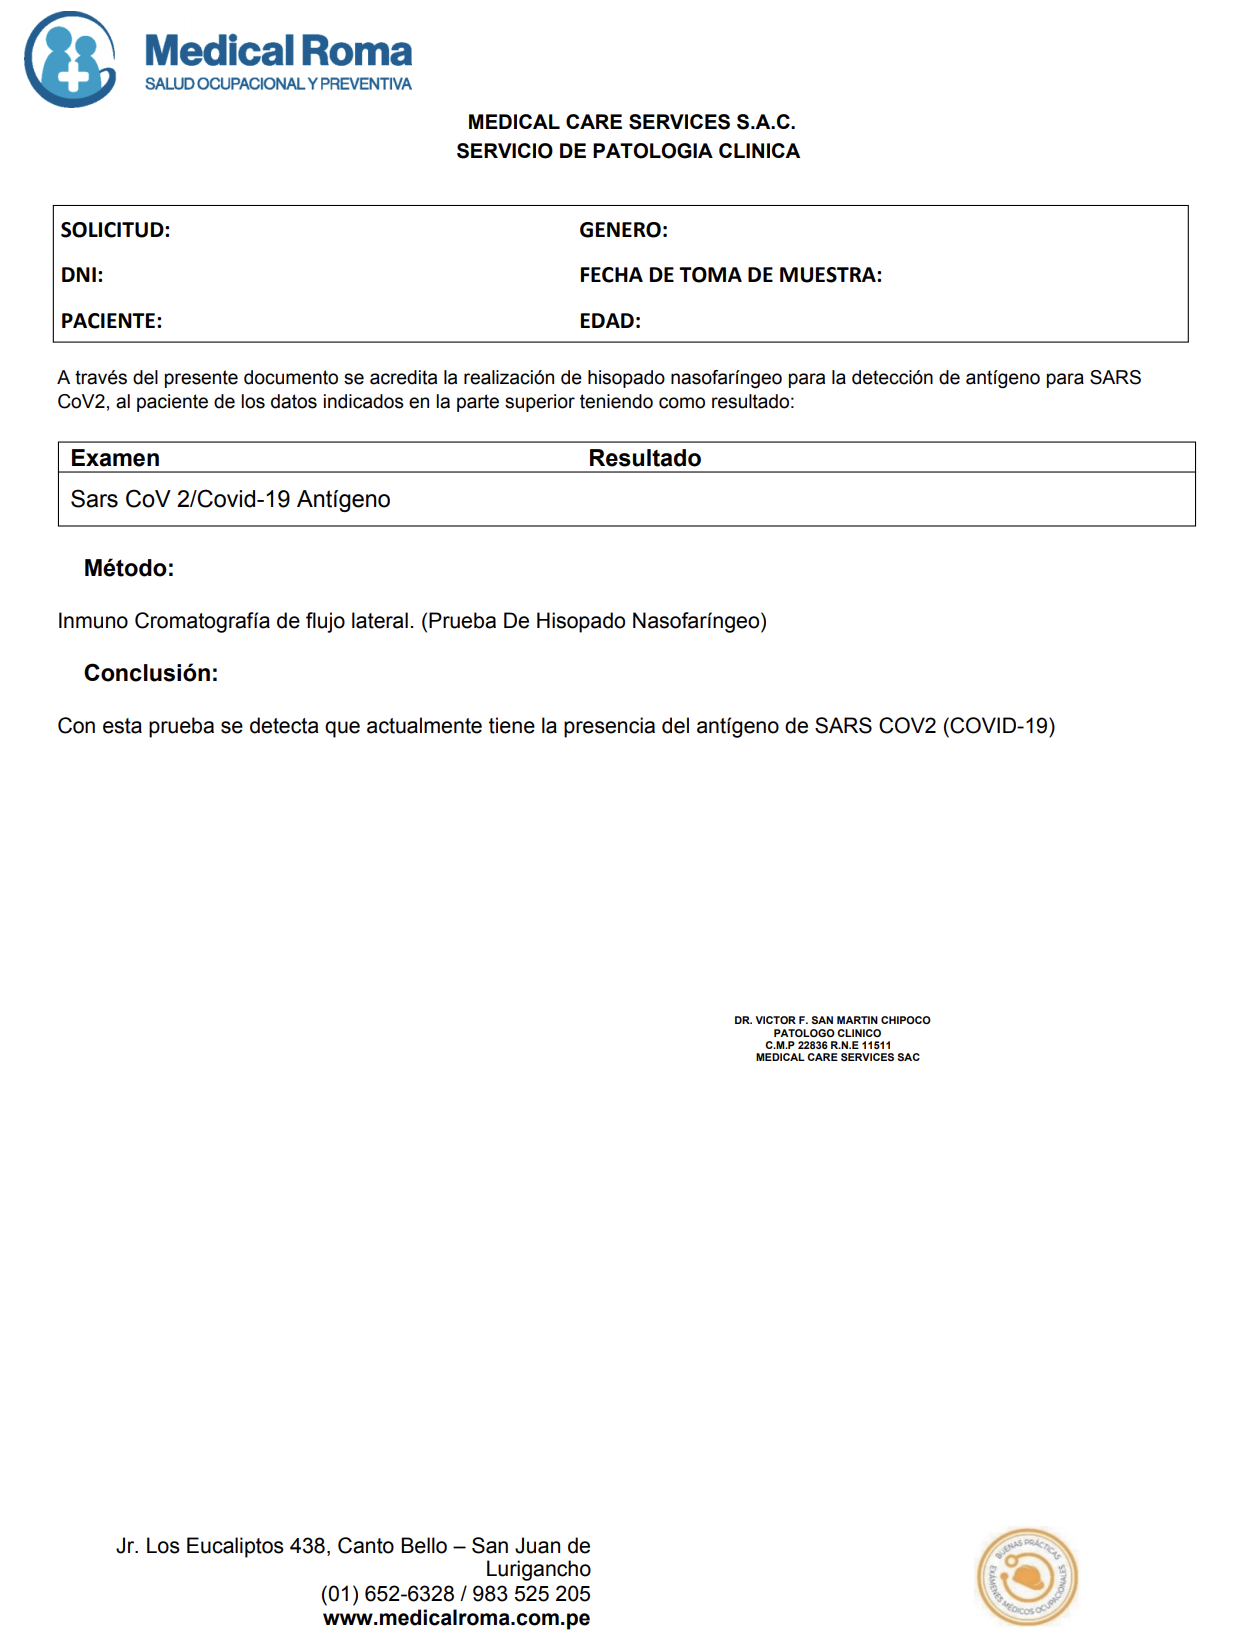 Medical Roma
SALUD OCUPACIONAL Y PREVENTIVA
MEDICAL CARE SERVICES S.A.C.
SERVICIO DE PATOLOGIA CLINICA
SOLICITUD: GENERO:
DNI: FECHA DE TOMA DE MUESTRA:
PACIENTE: EDAD:
A través del presente documento se acredita la realización de hisopado nasofaríngeo para la detección de antígeno para SARS
CoV2, al paciente de los datos indicados en la parte superior teniendo como resultado:
Examen Resultado
Sars CoV 2/Covid-19 Antígeno
Método:
Inmuno Cromatografía de flujo lateral. (Prueba De Hisopado Nasofaríngeo)
Conclusión:
Con esta prueba se detecta que actualmente tiene la presencia del antígeno de SARS COV2 (COVID-19)
DR. VICTOR F. SAN MARTIN CHIPOCO
PATOLOGO CLINICO
C.M.P 22836 R.N.E 11511
MEDICAL CARE SERVICES SAC
Jr. Los Eucaliptos 438, Canto Bello – San Juan de
Lurigancho
(01) 652-6328 / 983 525 205
www.medicalroma.com.pe
BUENAS PRÁCTICAS
EXÁMENES MÉDICOS OCUPACIONALES